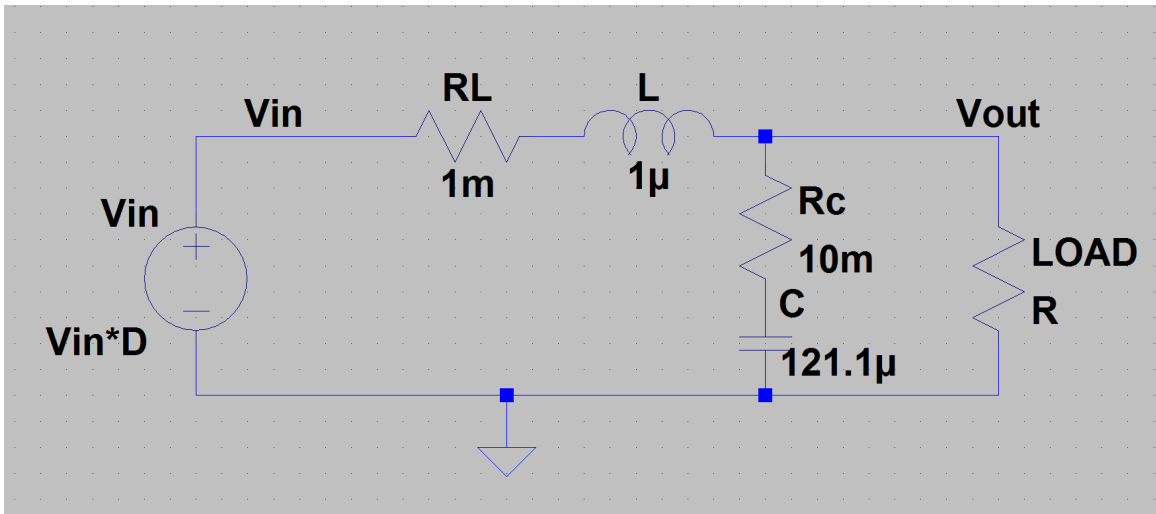 Vin
RL
1m
L
1µ
Vout
Vin
Vin*D
Rc
10m
C
121.1µ
LOAD
R